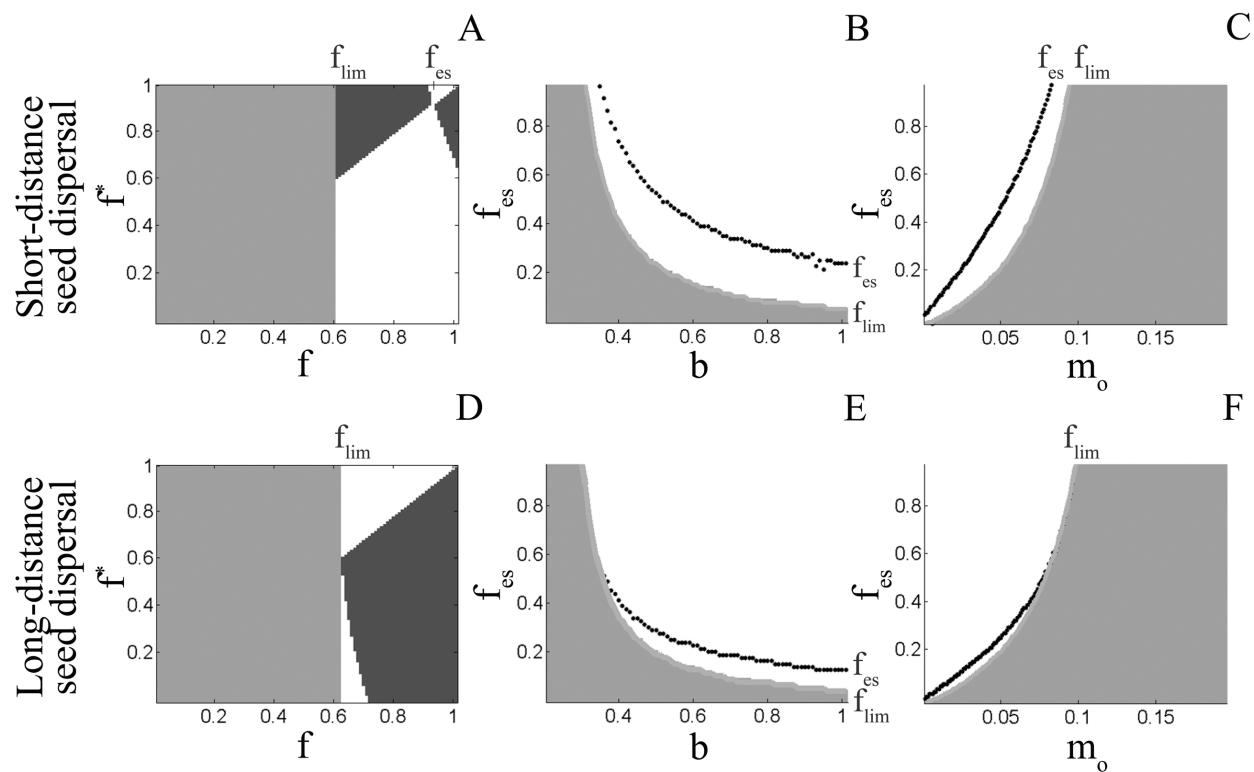 A
B
C
f_lim
f_es
f_es
f_lim
Short-distance
seed dispersal
f*
1
0.8
0.6
0.4
0.2
0.2
0.4
0.6
0.8
1
f
f_es
0.8
0.6
0.4
0.2
0.4
0.6
0.8
1
b
f_es
f_lim
f_es
0.8
0.6
0.4
0.2
0.05
0.1
0.15
m_o
D
E
F
f_lim
f_lim
Long-distance
seed dispersal
f*
1
0.8
0.6
0.4
0.2
0.2
0.4
0.6
0.8
1
f
f_es
0.8
0.6
0.4
0.2
0.4
0.6
0.8
1
b
f_es
f_lim
f_es
0.8
0.6
0.4
0.2
0.05
0.1
0.15
m_o